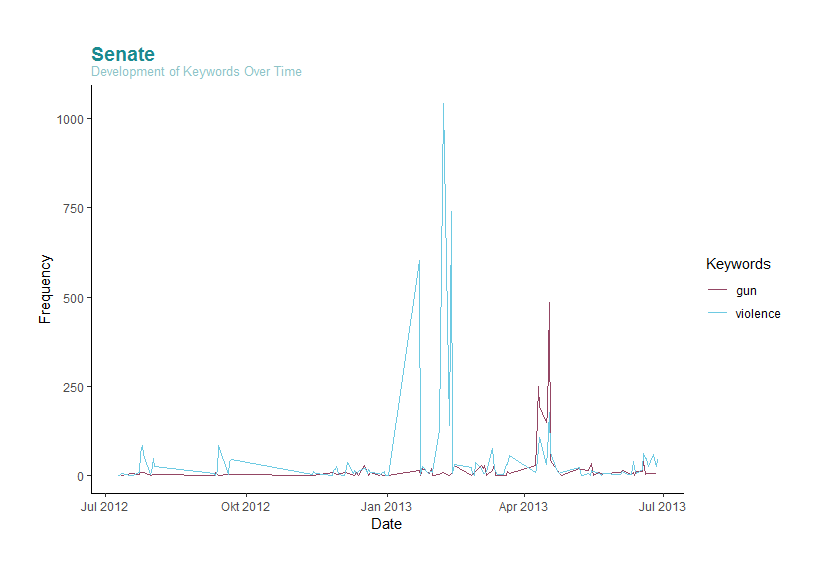 Senate
Development of Keywords Over Time
1000
750
500
250
0
Frequency
Jul 2012
Okt 2012
Jan 2013
Apr 2013
Jul 2013
Date
Keywords
gun
violence